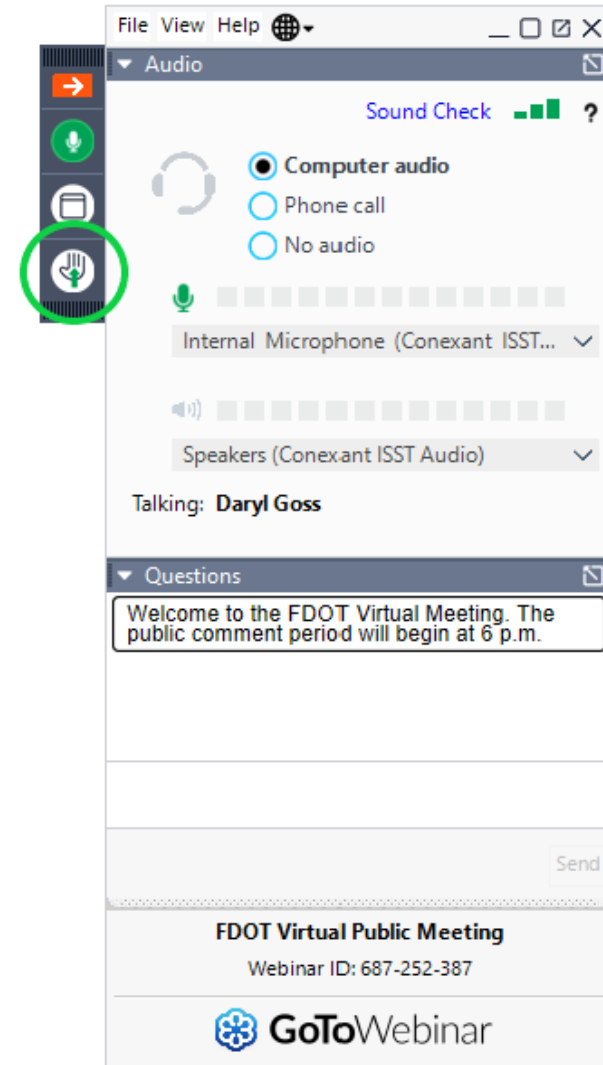 File View Help
Audio
Sound Check ?
Computer audio
Phone call
No audio
Internal Microphone (Conexant ISST...
Speakers (Conexant ISST Audio)
Talking: Daryl Goss
Questions
Welcome to the FDOT Virtual Meeting. The
public comment period will begin at 6 p.m.
Send
FDOT Virtual Public Meeting
Webinar ID: 687-252-387
GoToWebinar